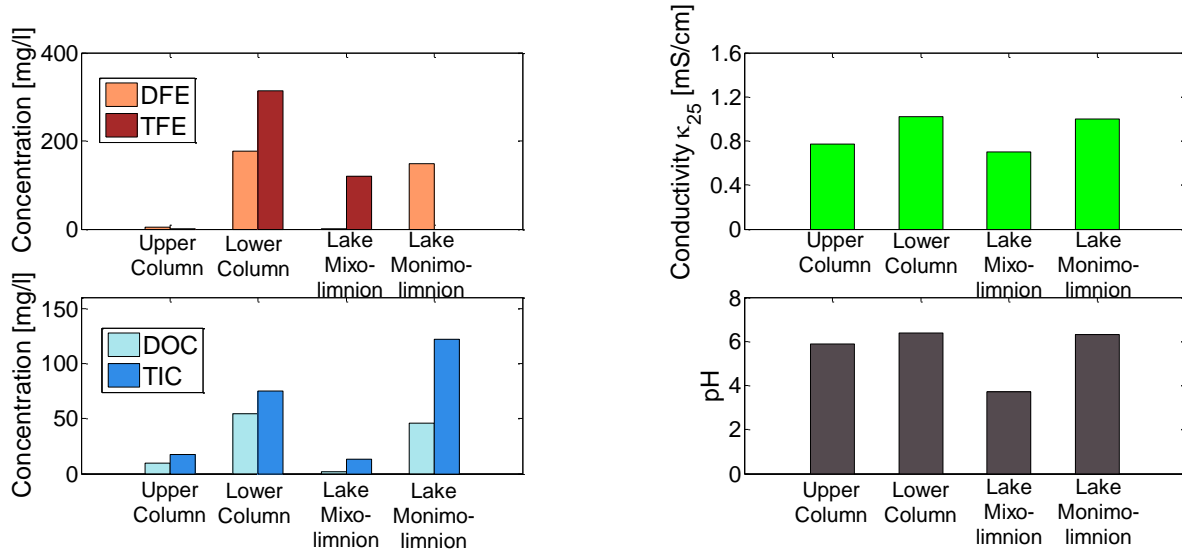 Concentration [mg/l]
400
200
0
DFE
TFE
Upper
Column
Lower
Column
Lake
Mixo-
limnion
Lake
Monimo-
limnion
Conductivity κ25 [mS/cm]
1.6
1.2
0.8
0.4
0
Upper
Column
Lower
Column
Lake
Mixo-
limnion
Lake
Monimo-
limnion
Concentration [mg/l]
150
100
50
0
DOC
TIC
Upper
Column
Lower
Column
Lake
Mixo-
limnion
Lake
Monimo-
limnion
pH
8
6
4
2
0
Upper
Column
Lower
Column
Lake
Mixo-
limnion
Lake
Monimo-
limnion